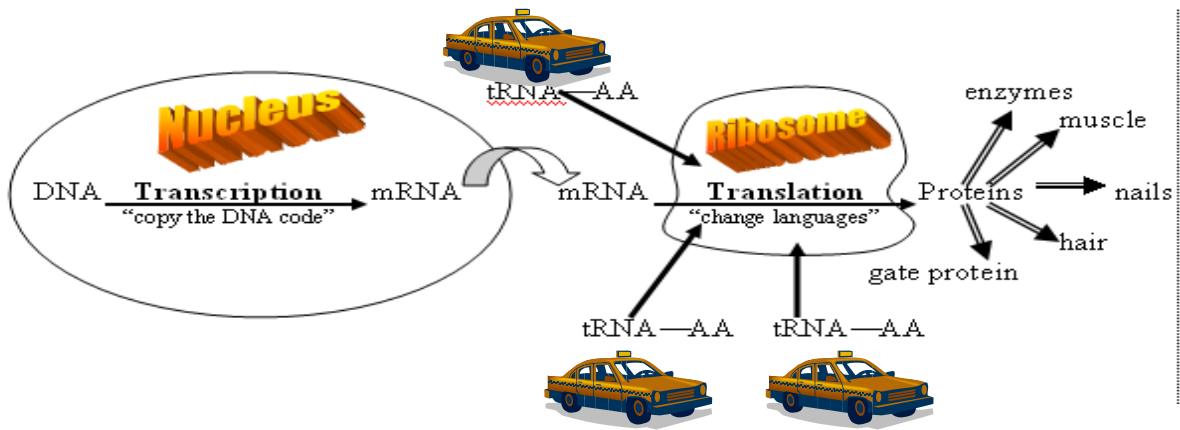 tRNA—AA
Nucleus
Ribosome
enzymes
muscle
DNA Transcription mRNA mRNA Translation Proteins nails
"copy the DNA code" "change languages"
hair
gate protein
tRNA—AA tRNA—AA